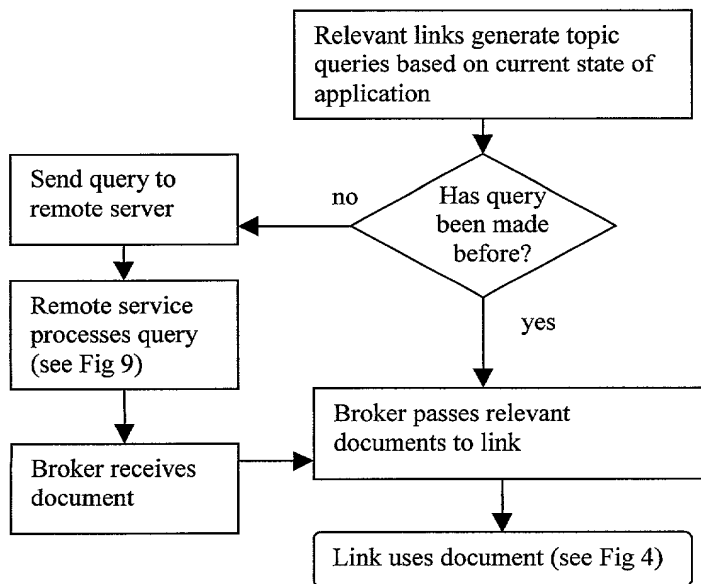 Relevant links generate topic
queries based on current state of
application
Has query
been made
before?
no
Send query to
remote server
Remote service
processes query
(see Fig 9)
Broker receives
document
yes
Broker passes relevant
documents to link
Link uses document (see Fig 4)